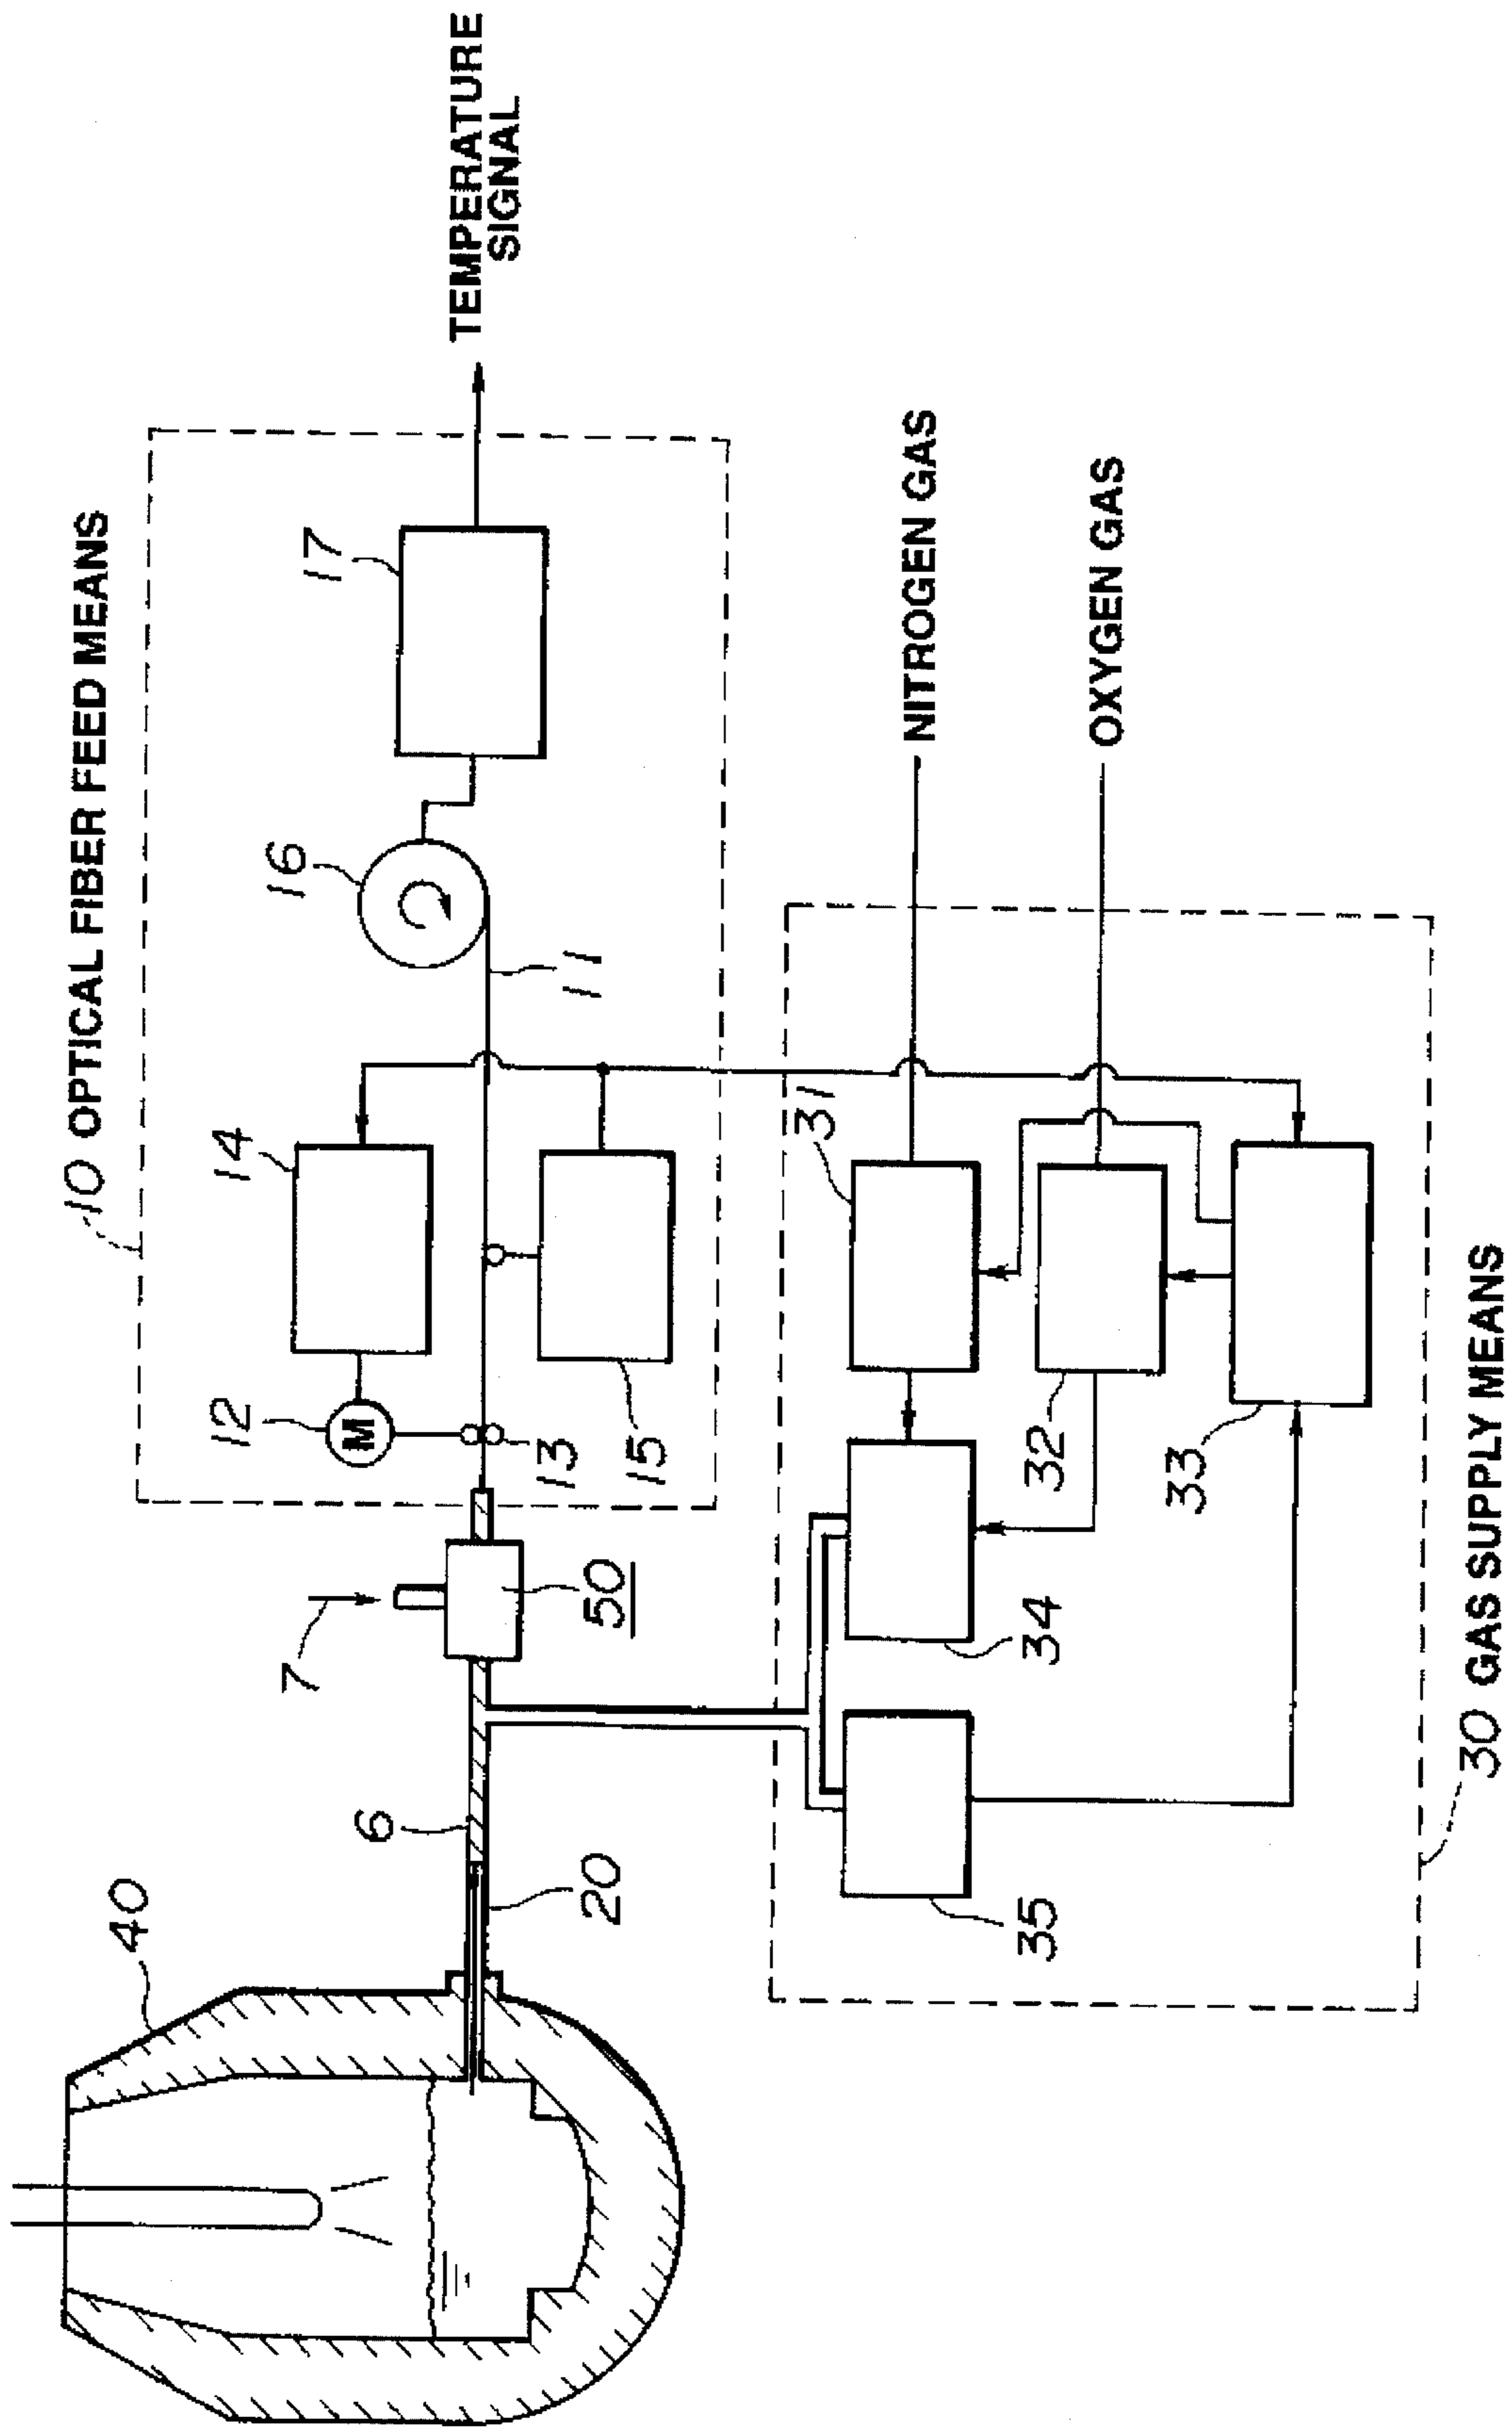 10 OPTICAL FIBER FEED MEANS
TEMPERATURE
SIGNAL
17
16
11
14
12
M
13
15
7
50
6
20
40
NITROGEN GAS
OXYGEN GAS
31
32
33
34
35
30 GAS SUPPLY MEANS